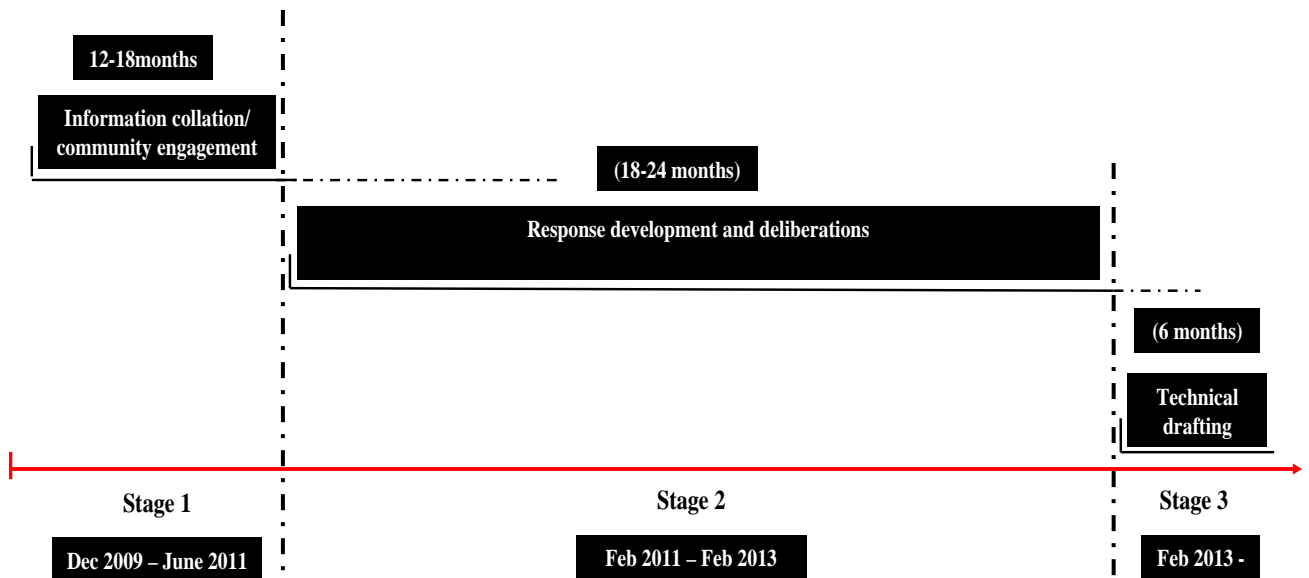 12-18months
Information collation/
community engagement
(18-24 months)
Response development and deliberations
(6 months)
Technical
drafting
Stage 1
Stage 2
Stage 3
Dec 2009 – June 2011
Feb 2011 – Feb 2013
Feb 2013 -